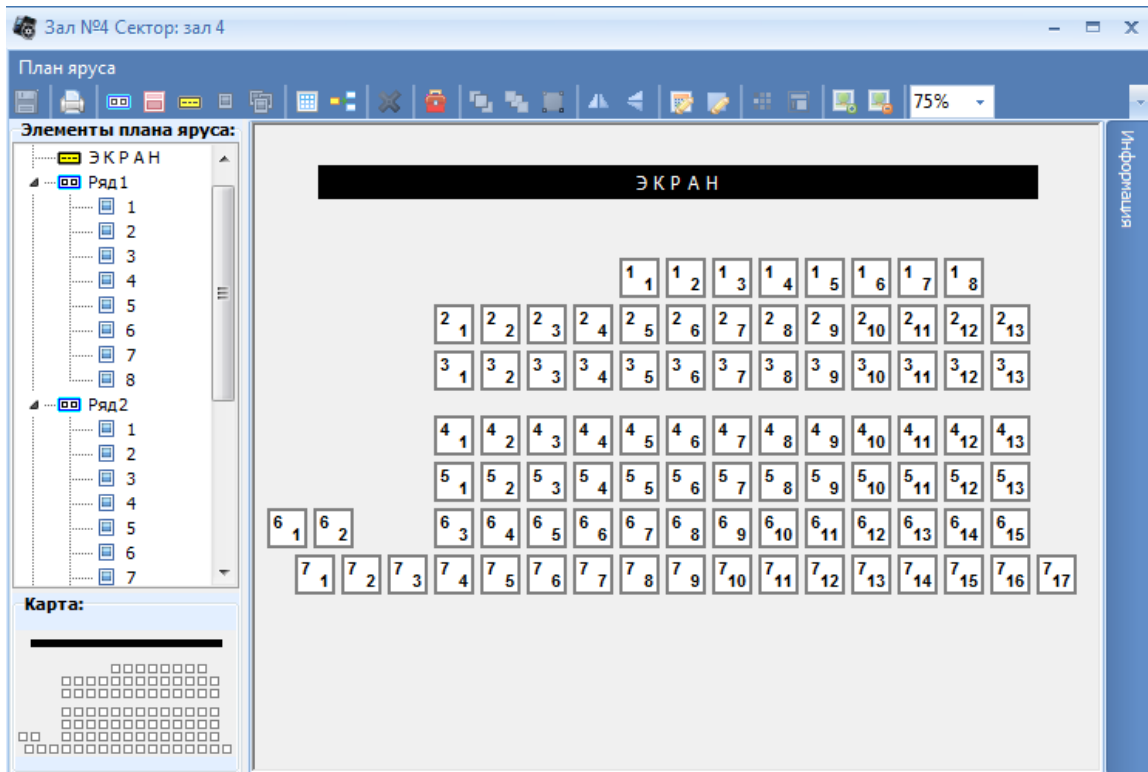 Зал №4 Сектор: зал 4
План яруса
75%
Элементы плана яруса:
ЭКРАН
Ряд1
1
2
3
4
5
6
7
8
Ряд2
1
2
3
4
5
6
7
Карта:
ЭКРАН
1 1 1 2 1 3 1 4 1 5 1 6 1 7 1 8
2 1 2 2 2 3 2 4 2 5 2 6 2 7 2 8 2 9 2 10 2 11 2 12 2 13
3 1 3 2 3 3 3 4 3 5 3 6 3 7 3 8 3 9 3 10 3 11 3 12 3 13
4 1 4 2 4 3 4 4 4 5 4 6 4 7 4 8 4 9 4 10 4 11 4 12 4 13
5 1 5 2 5 3 5 4 5 5 5 6 5 7 5 8 5 9 5 10 5 11 5 12 5 13
6 1 6 2 6 3 6 4 6 5 6 6 6 7 6 8 6 9 6 10 6 11 6 12 6 13 6 14 6 15
7 1 7 2 7 3 7 4 7 5 7 6 7 7 7 8 7 9 7 10 7 11 7 12 7 13 7 14 7 15 7 16 7 17
Информация